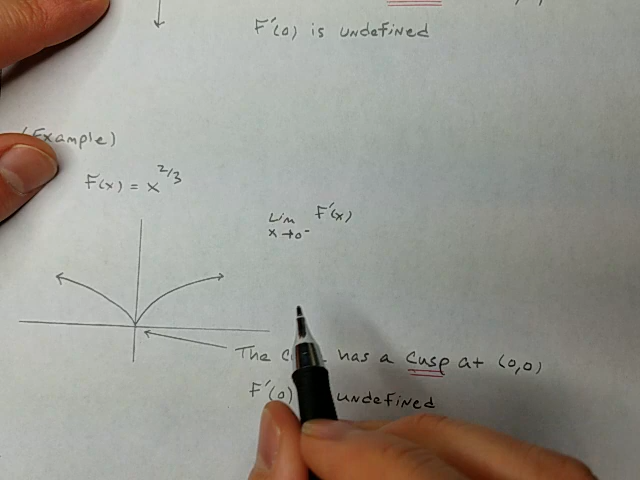 F'(0) is undefined
(Example)
F(x) = x^2/3
Lim F'(x)
x→0⁻
The has a cusp at (0,0)
F'(0) undefined